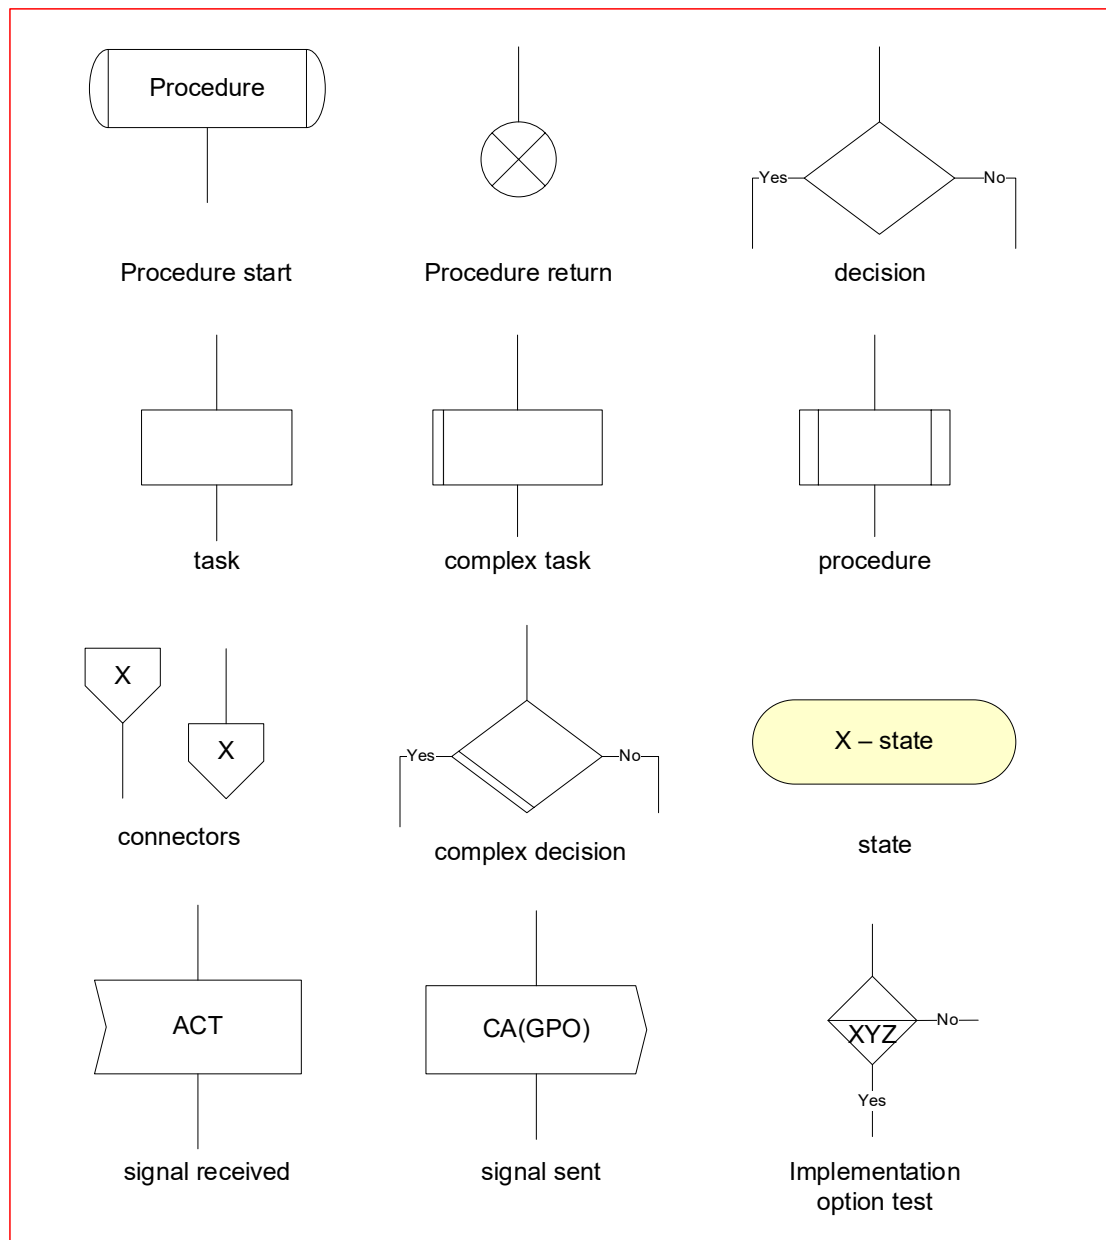 Procedure
Yes
No
Procedure start
Procedure return
decision
task
complex task
procedure
X
X
Yes
No
X – state
connectors
complex decision
state
ACT
CA(GPO)
No
XYZ
Yes
signal received
signal sent
Implementation
option test